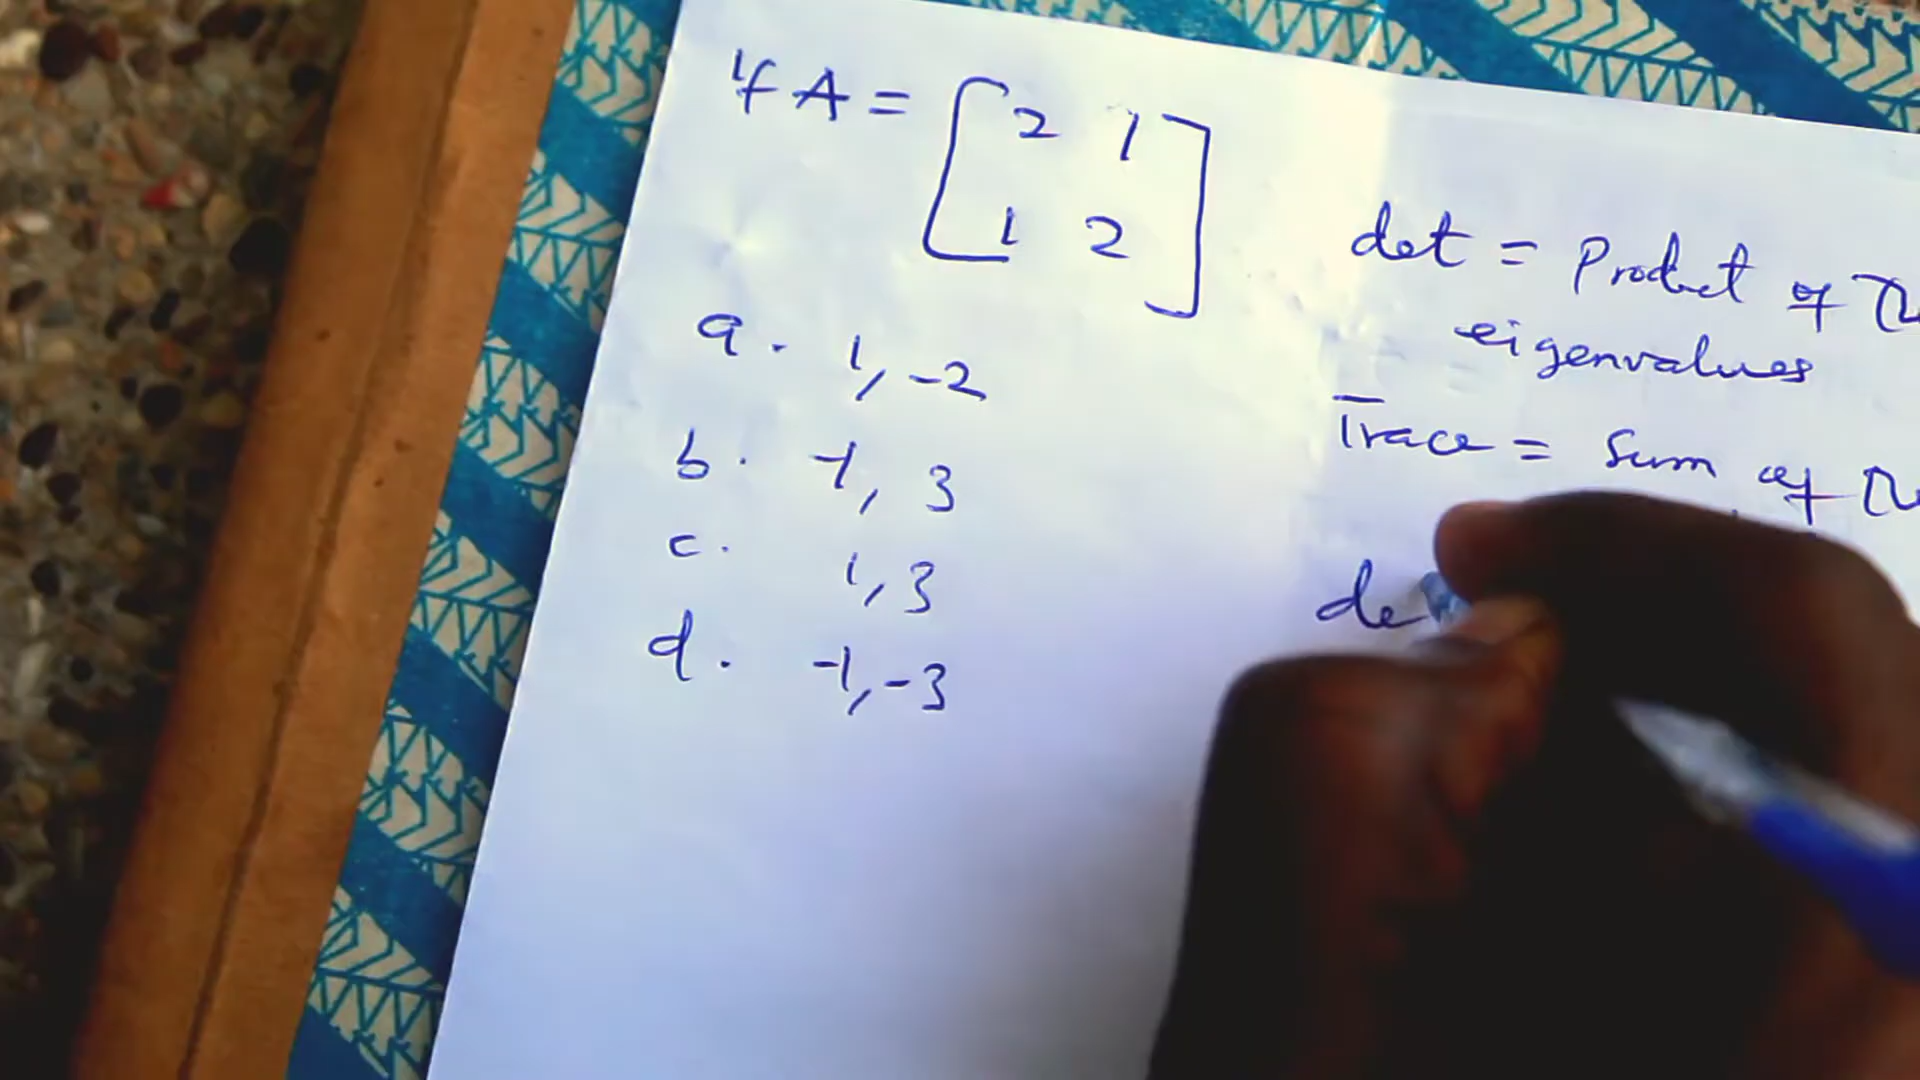 If A = [2 1
1 2]
a. 1, -2
b. -1, 3
c. 1, 3
d. -1, -3
det = Product of
eigenvalues
Trace = Sum of
de